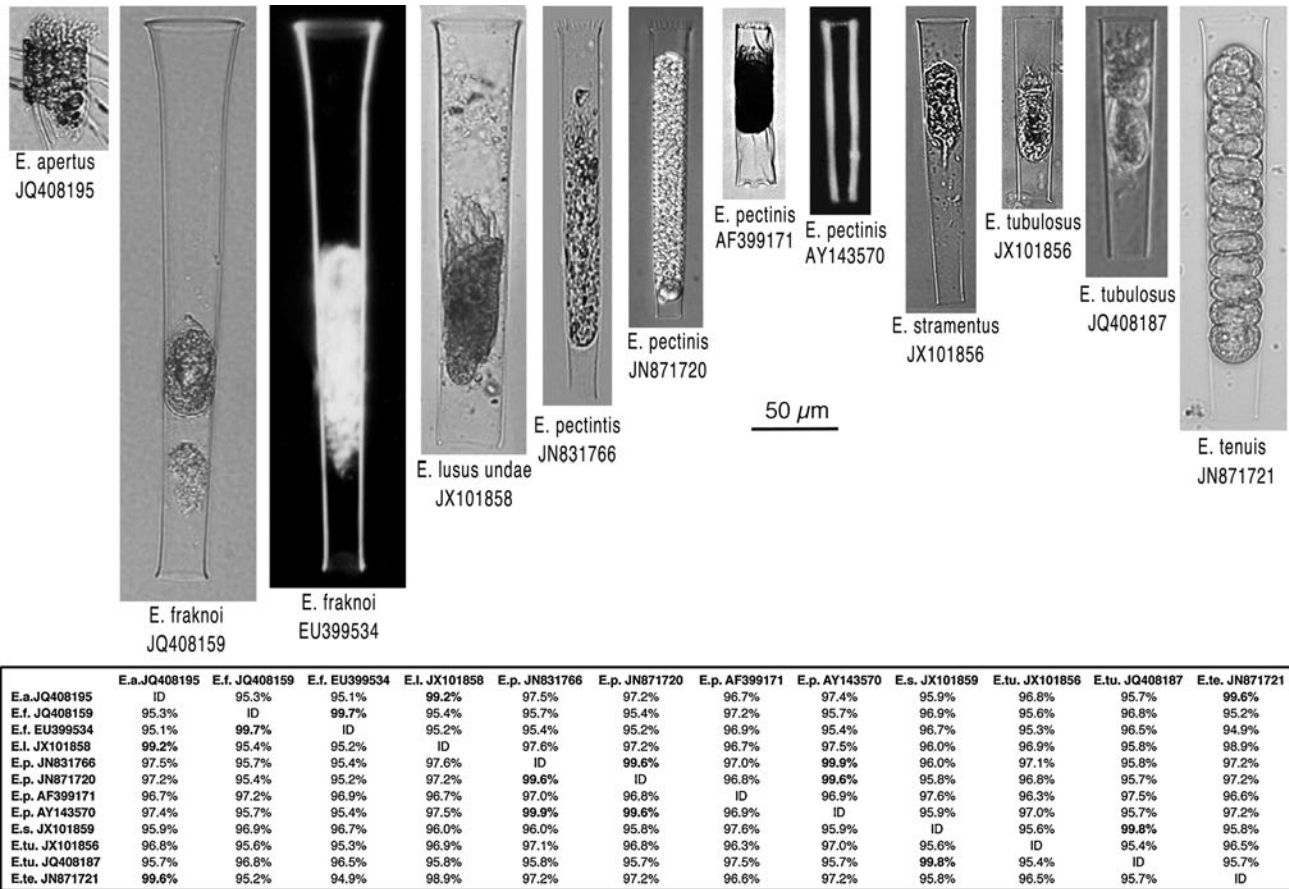 E. apertus
JQ408195
E. fraknoi
JQ408159
E. fraknoi
EU399534
E. lusus undae
JX101858
E. pectintis
JN831766
E. pectinis
JN871720
E. pectinis
AF399171
E. pectinis
AY143570
E. stramentus
JX101856
E. tubulosus
JX101856
E. tubulosus
JQ408187
E. tenuis
JN871721
50 µm
E.a.JQ408195 E.f. JQ408159 E.f. EU399534 E.l. JX101858 E.p. JN831766 E.p. JN871720 E.p. AF399171 E.p. AY143570 E.s. JX101859 E.tu. JX101856 E.tu. JQ408187 E.te. JN871721
E.a.JQ408195 ID 95.3% 95.1% 99.2% 97.5% 97.2% 96.7% 97.4% 95.9% 96.8% 95.7% 99.6%
E.f. JQ408159 95.3% ID 99.7% 95.4% 95.7% 95.4% 97.2% 95.7% 96.9% 95.6% 96.8% 95.2%
E.f. EU399534 95.1% 99.7% ID 95.2% 95.4% 95.2% 96.9% 95.4% 96.7% 95.3% 96.5% 94.9%
E.l. JX101858 99.2% 95.4% 95.2% ID 97.6% 97.2% 96.7% 97.5% 96.0% 96.9% 95.8% 98.9%
E.p. JN831766 97.5% 95.7% 95.4% 97.6% ID 99.6% 97.0% 99.9% 96.0% 97.1% 95.8% 97.2%
E.p. JN871720 97.2% 95.4% 95.2% 97.2% 99.6% ID 96.8% 99.6% 95.8% 96.8% 95.7% 97.2%
E.p. AF399171 96.7% 97.2% 96.9% 96.7% 97.0% 96.8% ID 96.9% 97.6% 96.3% 97.5% 96.6%
E.p. AY143570 97.4% 95.7% 95.4% 97.5% 99.9% 99.6% 96.9% ID 95.9% 97.0% 95.7% 97.2%
E.s. JX101859 95.9% 96.9% 96.7% 96.0% 96.0% 95.8% 97.6% 95.9% ID 95.6% 99.8% 95.8%
E.tu. JX101856 96.8% 95.6% 95.3% 96.9% 97.1% 96.8% 96.3% 97.0% 95.6% ID 95.4% 96.5%
E.tu. JQ408187 95.7% 96.8% 96.5% 95.8% 95.8% 95.7% 97.5% 95.7% 99.8% 95.4% ID 95.7%
E.te. JN871721 99.6% 95.2% 94.9% 98.9% 97.2% 97.2% 96.6% 97.2% 95.8% 96.5% 95.7% ID